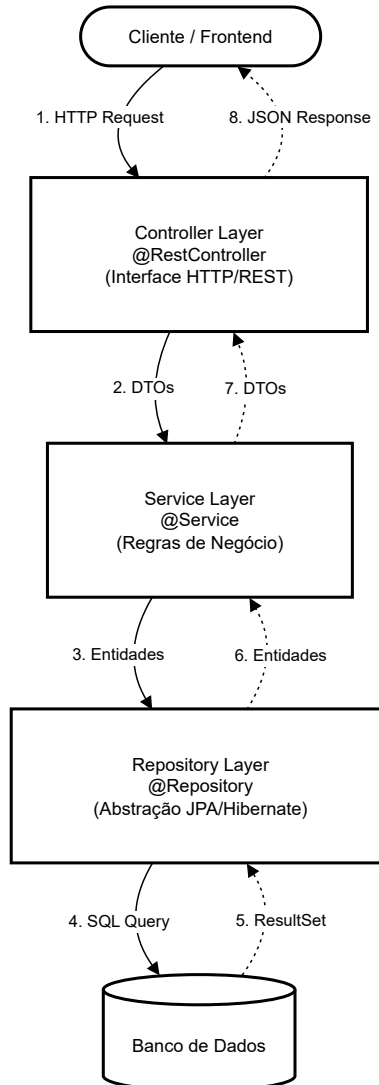 Cliente / Frontend
1. HTTP Request
8. JSON Response
Controller Layer
@RestController
(Interface HTTP/REST)
2. DTOs
7. DTOs
Service Layer
@Service
(Regras de Negócio)
3. Entidades
6. Entidades
Repository Layer
@Repository
(Abstração JPA/Hibernate)
4. SQL Query
5. ResultSet
Banco de Dados